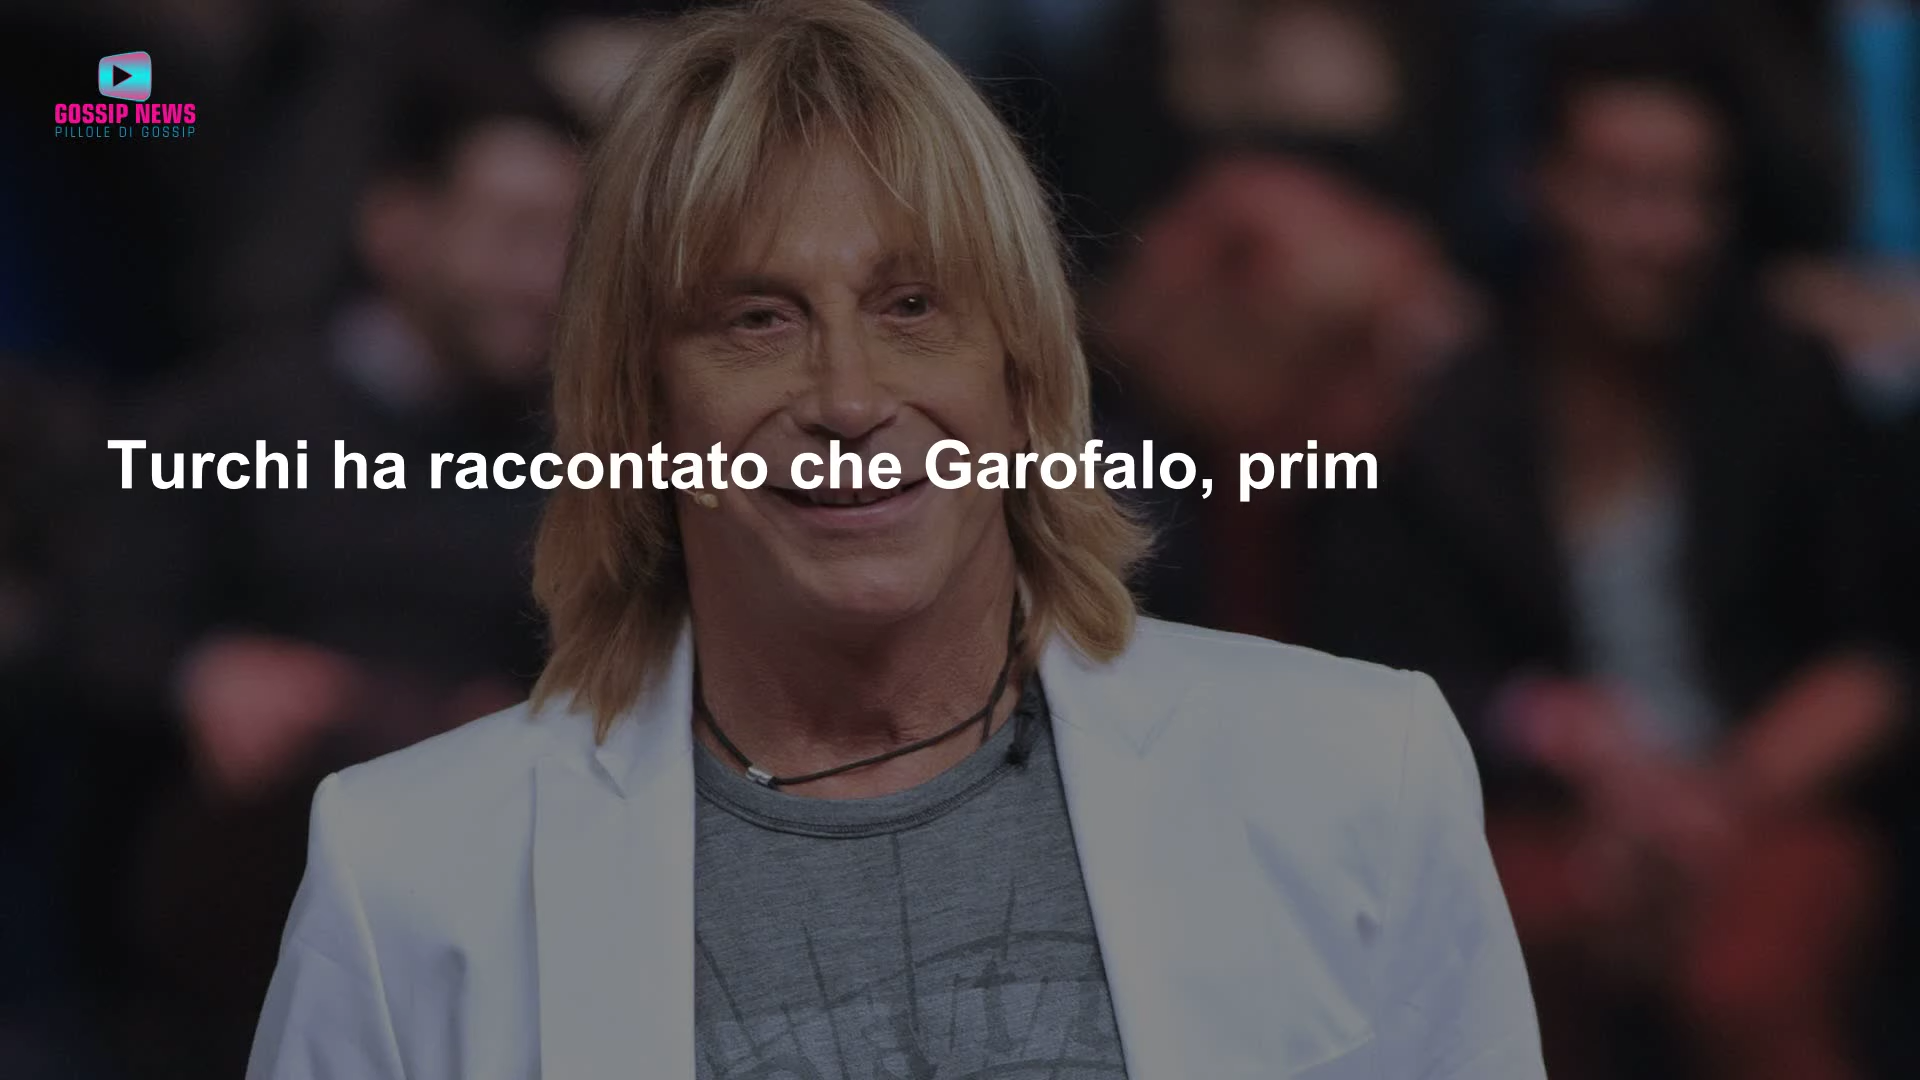 GOSSIP NEWS
PILLOLE DI GOSSIP
Turchi ha raccontato che Garofalo, prim